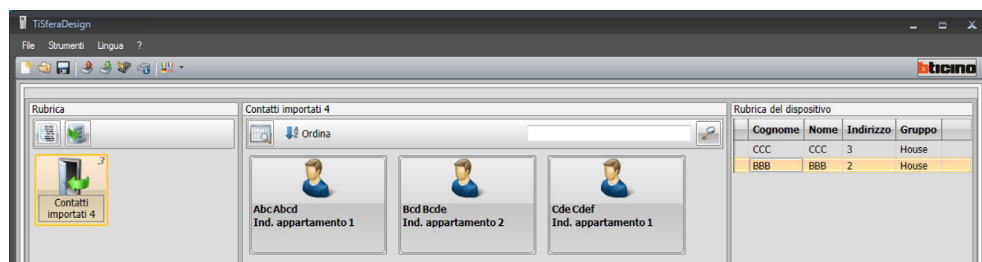 TiSferaDesign
File Strumenti Lingua ?
bticino
Rubrica
Contatti importati 4
Rubrica del dispositivo
Ordina
Cognome Nome Indirizzo Gruppo
CCC CCC 3 House
BBB BBB 2 House
3
Contatti
importati 4
Abc Abcd
Ind. appartamento 1
Bcd Bcde
Ind. appartamento 2
Cde Cdef
Ind. appartamento 1